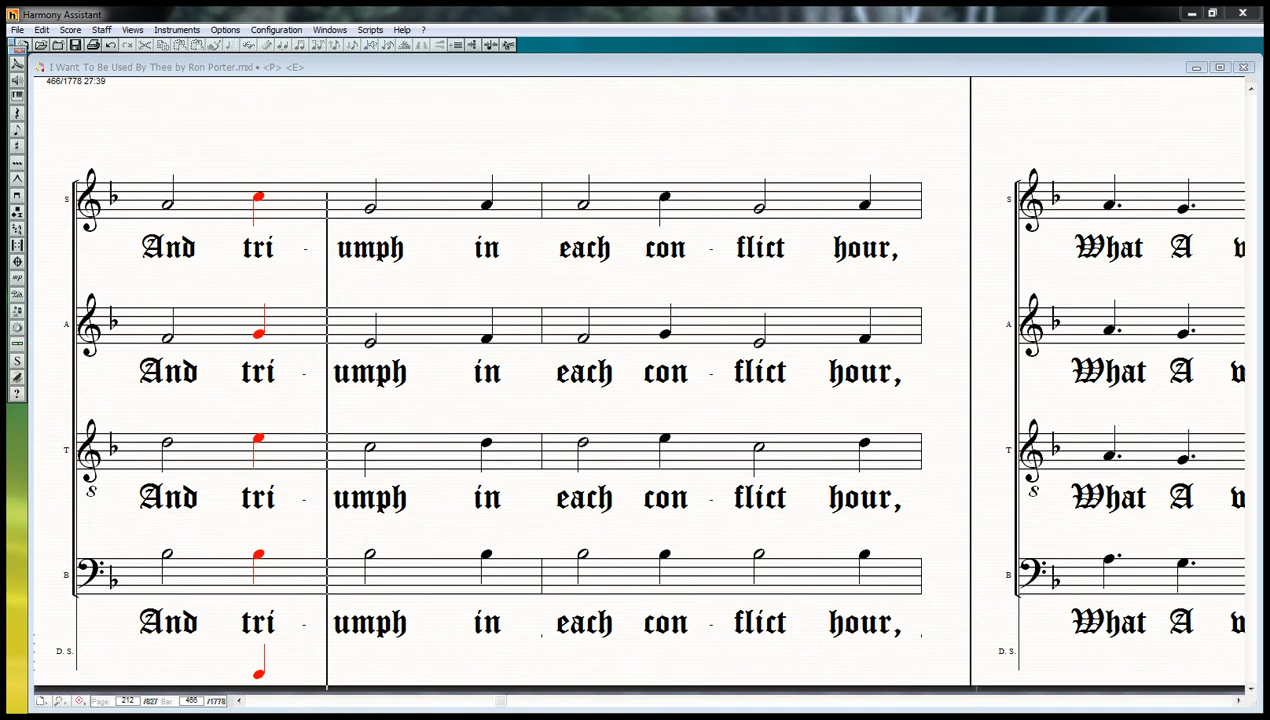 Harmony Assistant
File Edit Score Staff Views Instruments Options Configuration Windows Scripts Help ?
I Want To Be Used By Thee by Ron Porter.mxl • <P> <E>
466/1778 27:39
S
And tri - umph in each con - flict hour, What A
A
And tri - umph in each con - flict hour, What A
T
8 8
And tri - umph in each con - flict hour, What A
B
And tri - umph in each con - flict hour, What A
D. S. D. S.
Page: 212 /827 Bar: 466 /1778